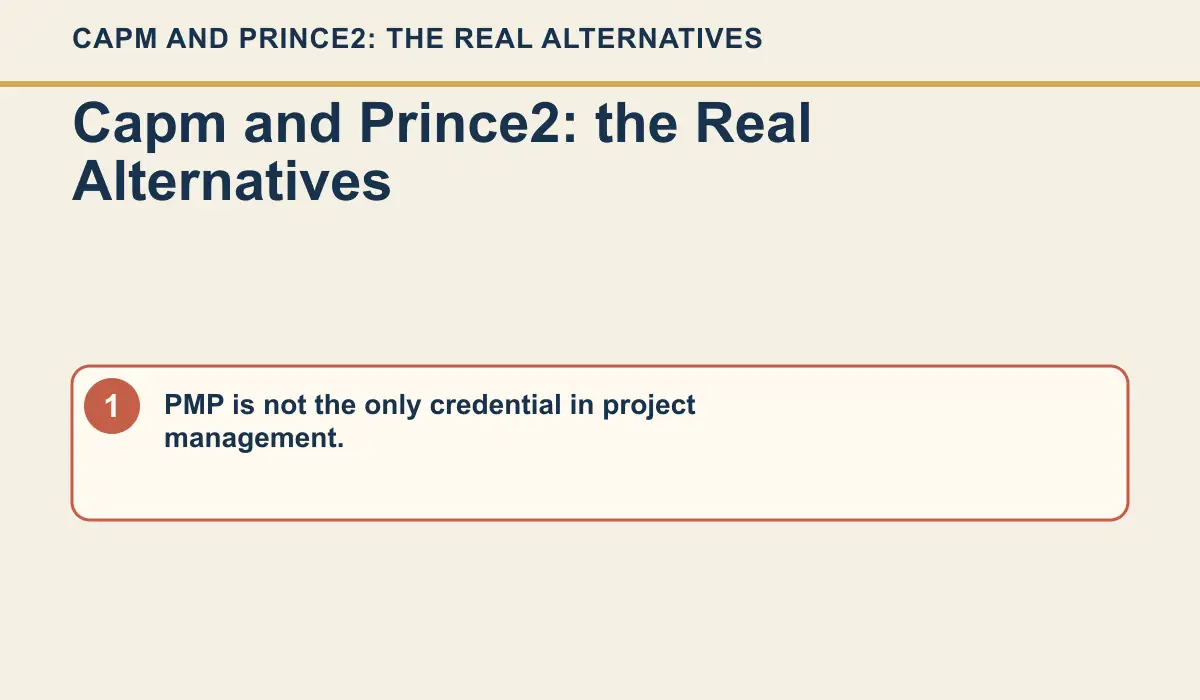 CAPM AND PRINCE2: THE REAL ALTERNATIVES
Capm and Prince2: the Real
Alternatives
1
PMP is not the only credential in project
management.